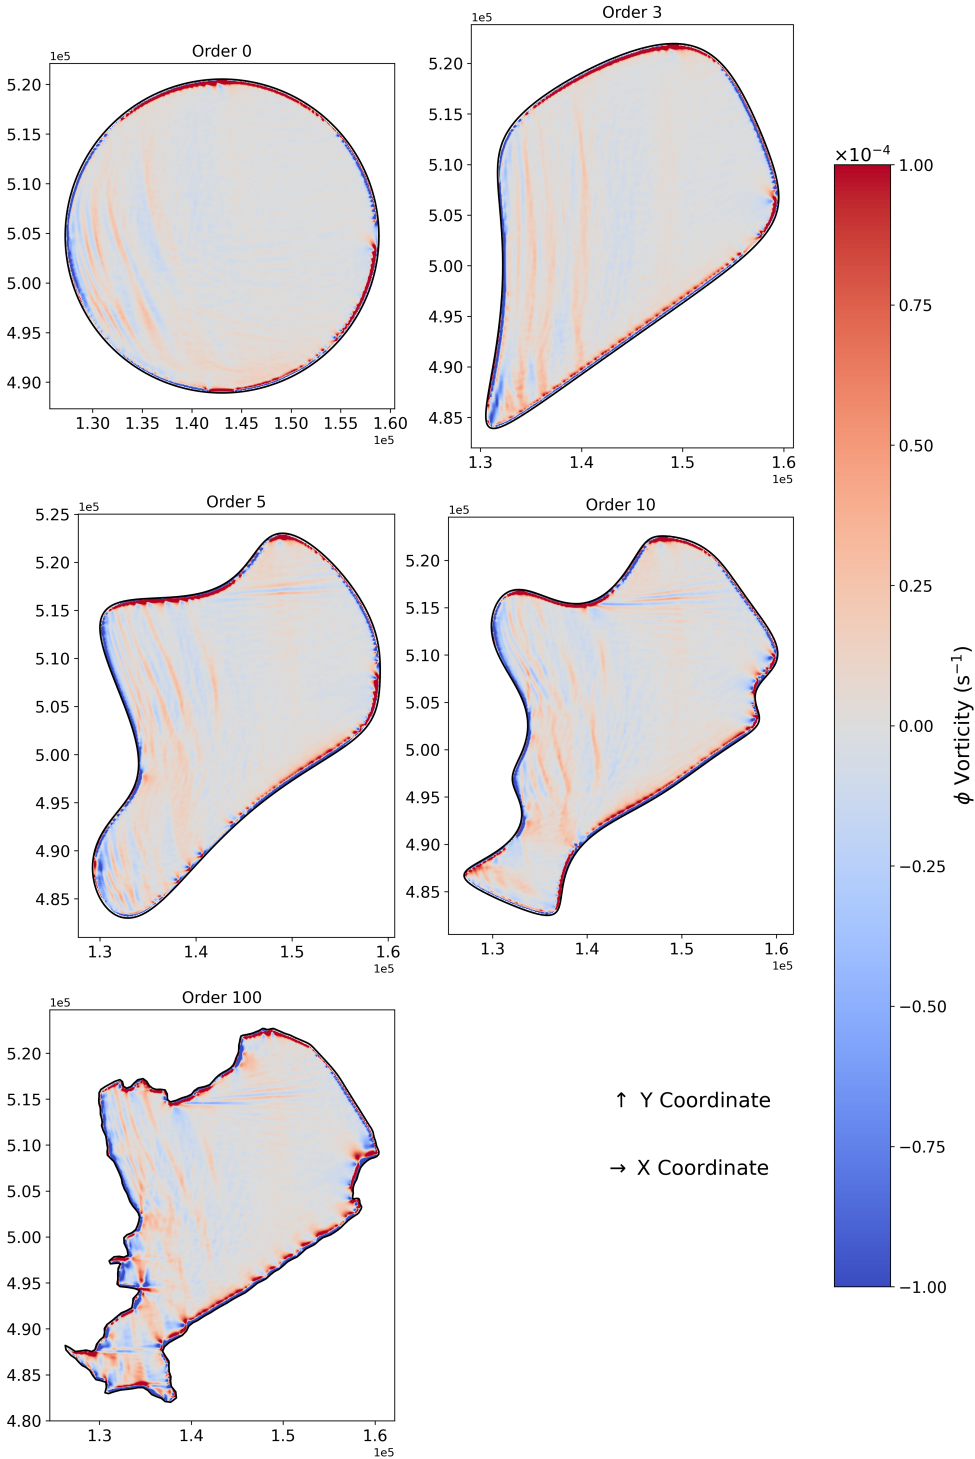 Order 0
1e5
5.20
5.15
5.10
5.05
5.00
4.95
4.90
1.30 1.35 1.40 1.45 1.50 1.55 1.60
1e5
Order 3
1e5
5.20
5.15
5.10
5.05
5.00
4.95
4.90
4.85
1.3 1.4 1.5 1.6
1e5
Order 5
1e5
5.25
5.20
5.15
5.10
5.05
5.00
4.95
4.90
4.85
1.3 1.4 1.5 1.6
1e5
Order 10
1e5
5.20
5.15
5.10
5.05
5.00
4.95
4.90
4.85
1.3 1.4 1.5 1.6
1e5
Order 100
1e5
5.20
5.15
5.10
5.05
5.00
4.95
4.90
4.85
4.80
1.3 1.4 1.5 1.6
1e5
↑ Y Coordinate
→ X Coordinate
×10⁻⁴
1.00
0.75
0.50
0.25
0.00
−0.25
−0.50
−0.75
−1.00
ϕ Vorticity (s⁻¹)